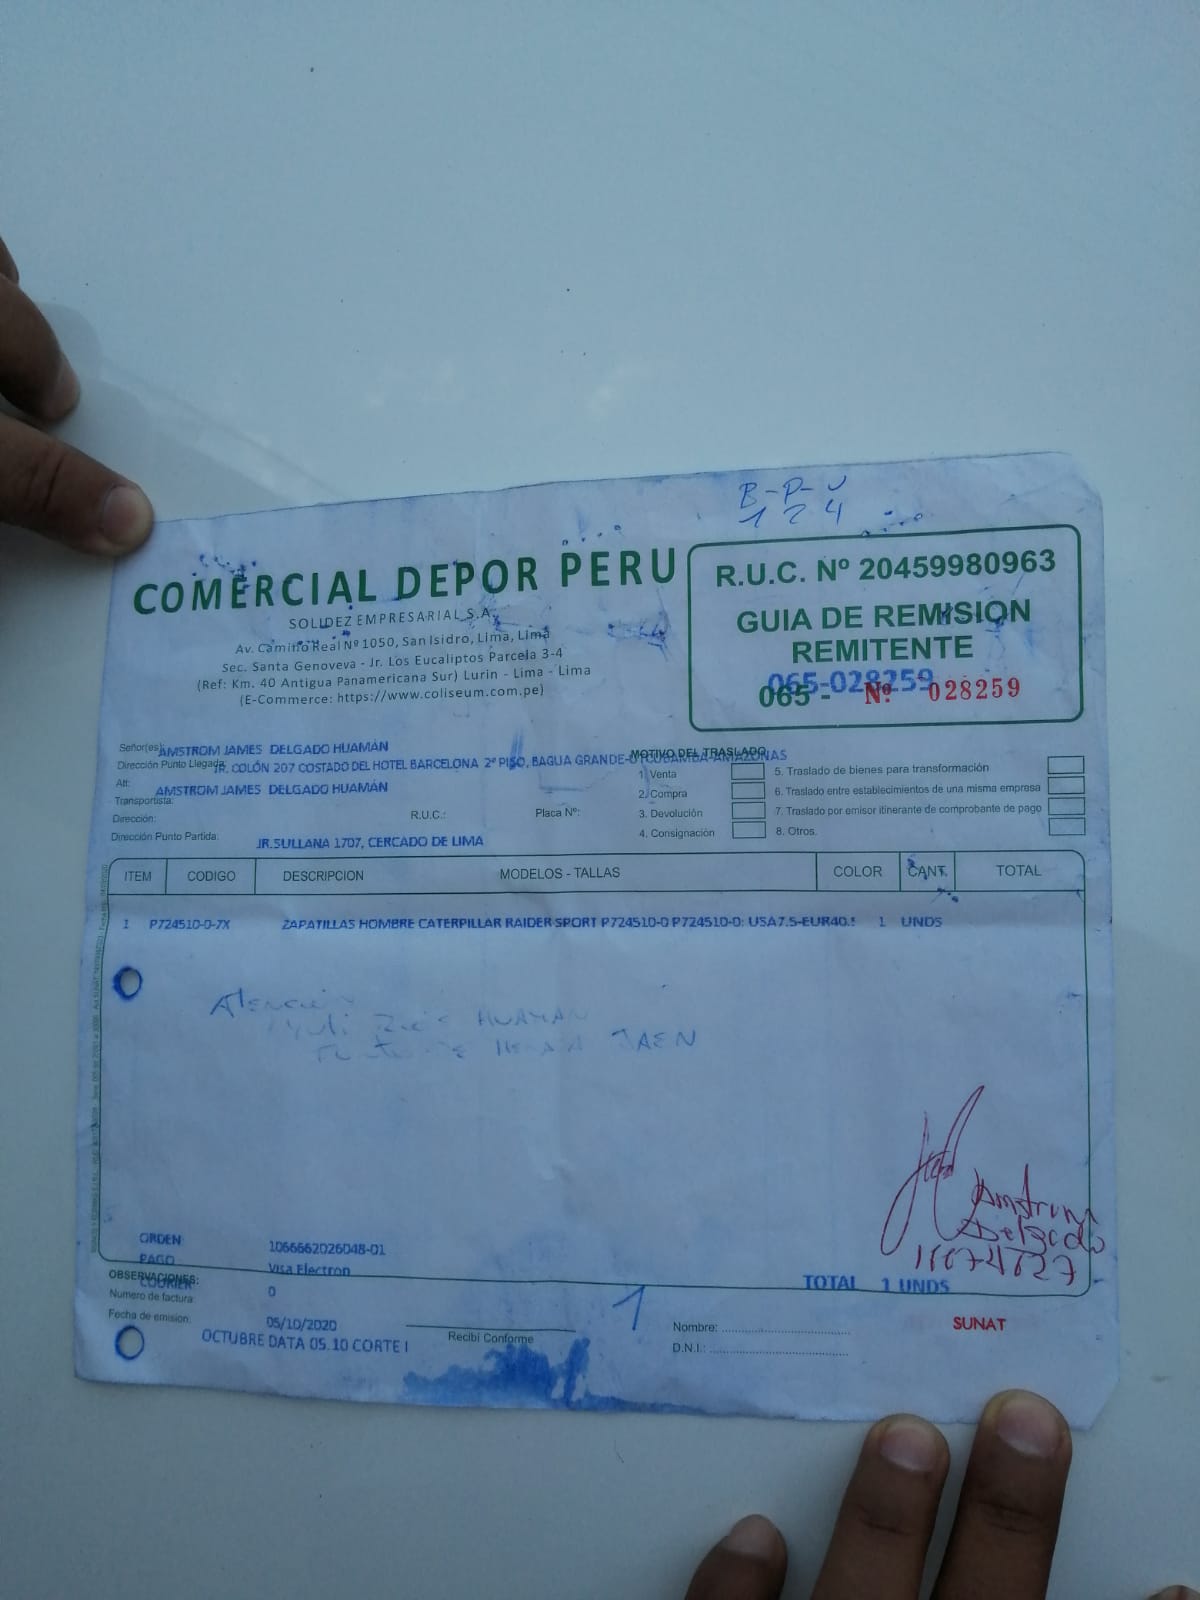 B-P-U
1 2 4
COMERCIAL DEPOR PERU
SOLIDEZ EMPRESARIAL S.A.
Av. Camino Real Nº 1050, San Isidro, Lima, Lima
Sec. Santa Genoveva - Jr. Los Eucaliptos Parcela 3-4
(Ref: Km. 40 Antigua Panamericana Sur) Lurin - Lima - Lima
(E-Commerce: https://www.coliseum.com.pe)
R.U.C. Nº 20459980963
GUIA DE REMISION
REMITENTE
065-028259
065 - Nº 028259
Señor(es): AMSTROM JAMES DELGADO HUAMÁN
Dirección Punto Llegada: JR. COLÓN 207 COSTADO DEL HOTEL BARCELONA 2º PISO, BAGUA GRANDE-UTCUBAMBA-AMAZONAS
Att: AMSTROM JAMES DELGADO HUAMÁN
Transportista:
Dirección: R.U.C.: Placa Nº:
Dirección Punto Partida: JR.SULLANA 1707, CERCADO DE LIMA
MOTIVO DEL TRASLADO
1. Venta
2. Compra
3. Devolución
4. Consignación
5. Traslado de bienes para transformación
6. Traslado entre establecimientos de una misma empresa
7. Traslado por emisor itinerante de comprobante de pago
8. Otros.
ITEM CODIGO DESCRIPCION MODELOS - TALLAS COLOR CANT. TOTAL
1 P724510-0-7X ZAPATILLAS HOMBRE CATERPILLAR RAIDER SPORT P724510-0 P724510-0: USA7.5-EUR40.5 1 UNDS
Atencion
HUAMAN
JAEN
Delgado
ORDEN 1066662026048-01
PAGO Visa Electron
COURIER
TOTAL 1 UNDS
OBSERVACIONES:
Numero de factura: 0
Fecha de emision: 05/10/2020
OCTUBRE DATA 05.10 CORTE I
Recibi Conforme
1
Nombre:
D.N.I.:
SUNAT